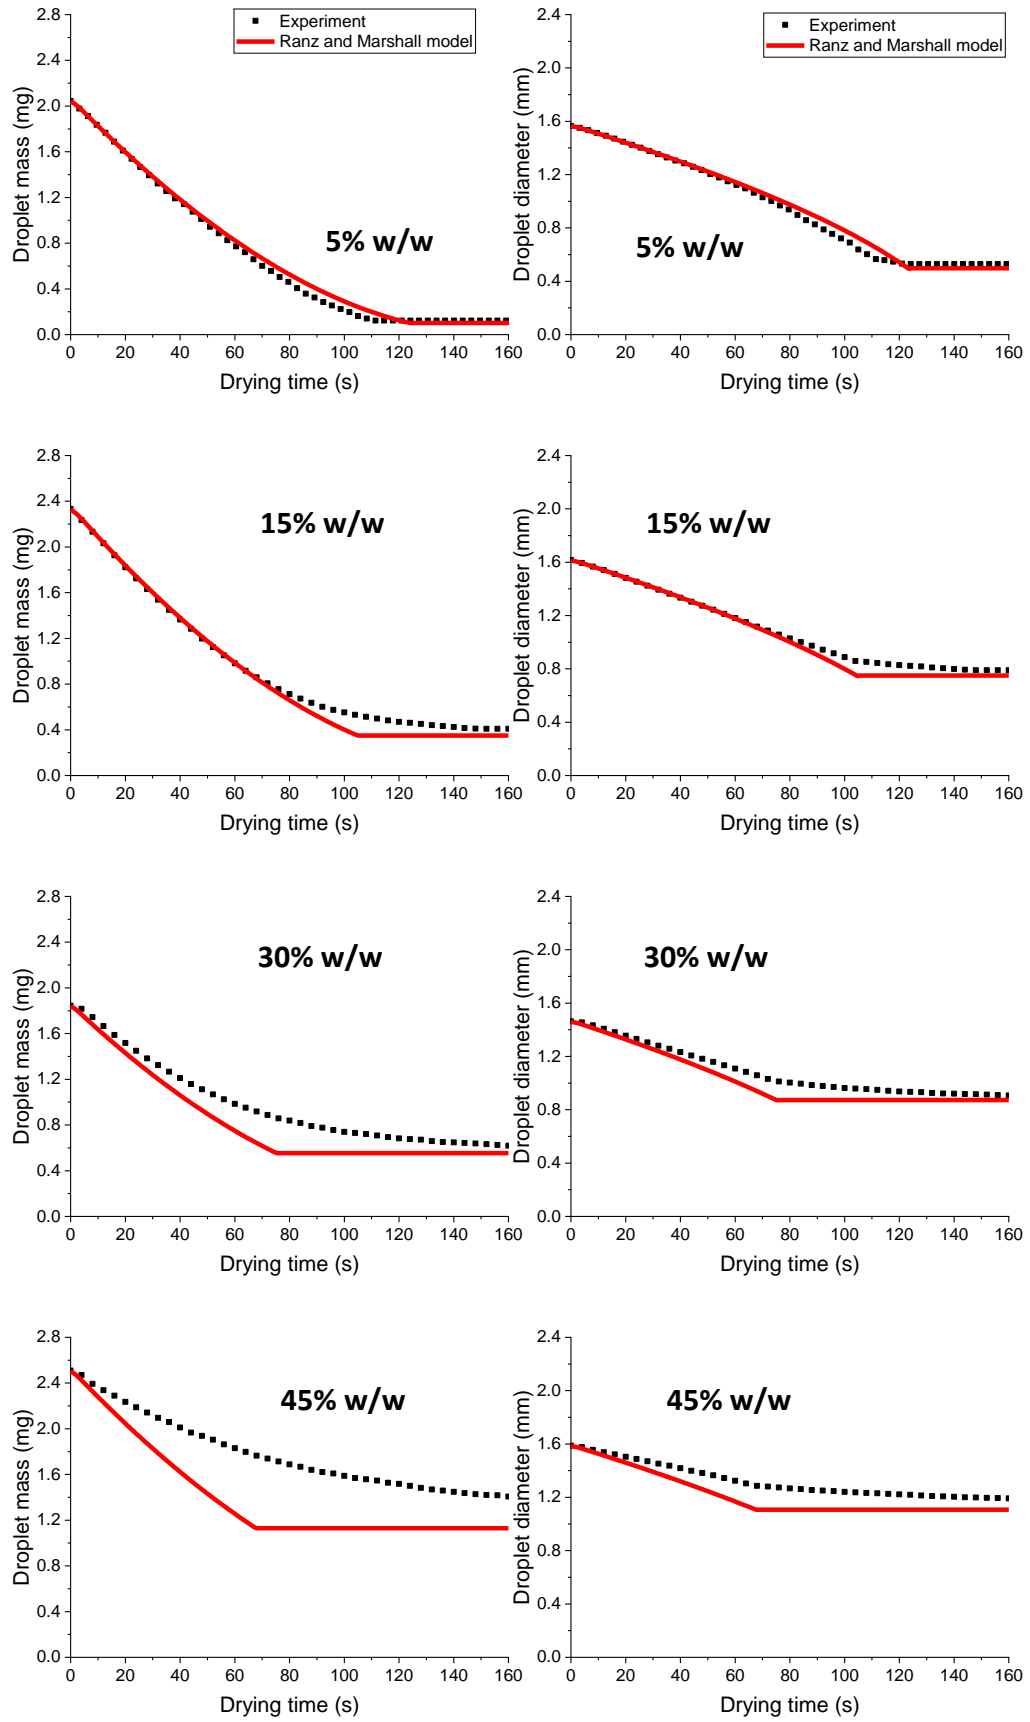 Experiment
Ranz and Marshall model
Droplet mass (mg)
2.8
2.4
2.0
1.6
1.2
0.8
0.4
0.0
5% w/w
0 20 40 60 80 100 120 140 160
Drying time (s)
Experiment
Ranz and Marshall model
Droplet diameter (mm)
2.4
2.0
1.6
1.2
0.8
0.4
0.0
5% w/w
0 20 40 60 80 100 120 140 160
Drying time (s)
Droplet mass (mg)
2.8
2.4
2.0
1.6
1.2
0.8
0.4
0.0
15% w/w
0 20 40 60 80 100 120 140 160
Drying time (s)
Droplet diameter (mm)
2.4
2.0
1.6
1.2
0.8
0.4
0.0
15% w/w
0 20 40 60 80 100 120 140 160
Drying time (s)
Droplet mass (mg)
2.8
2.4
2.0
1.6
1.2
0.8
0.4
0.0
30% w/w
0 20 40 60 80 100 120 140 160
Drying time (s)
Droplet diameter (mm)
2.4
2.0
1.6
1.2
0.8
0.4
0.0
30% w/w
0 20 40 60 80 100 120 140 160
Drying time (s)
Droplet mass (mg)
2.8
2.4
2.0
1.6
1.2
0.8
0.4
0.0
45% w/w
0 20 40 60 80 100 120 140 160
Drying time (s)
Droplet diameter (mm)
2.4
2.0
1.6
1.2
0.8
0.4
0.0
45% w/w
0 20 40 60 80 100 120 140 160
Drying time (s)